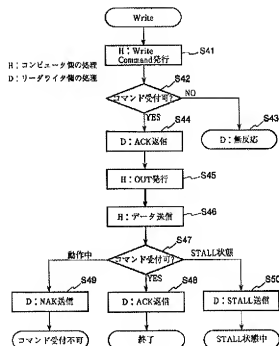 Write
S41
H:コンピュータ側の処理
D:リーダライタ側の処理
H:Write
Command発行
S42
コマンド受付可?
NO
YES
S43
S44
D:ACK返信
D:無反応
S45
H:OUT発行
S46
H:データ送信
S47
動作中
コマンド受付可?
STALL状態
YES
S49
S48
S50
D:NAK送信
D:ACK送信
D:STALL送信
コマンド受付不可
終了
STALL状態中